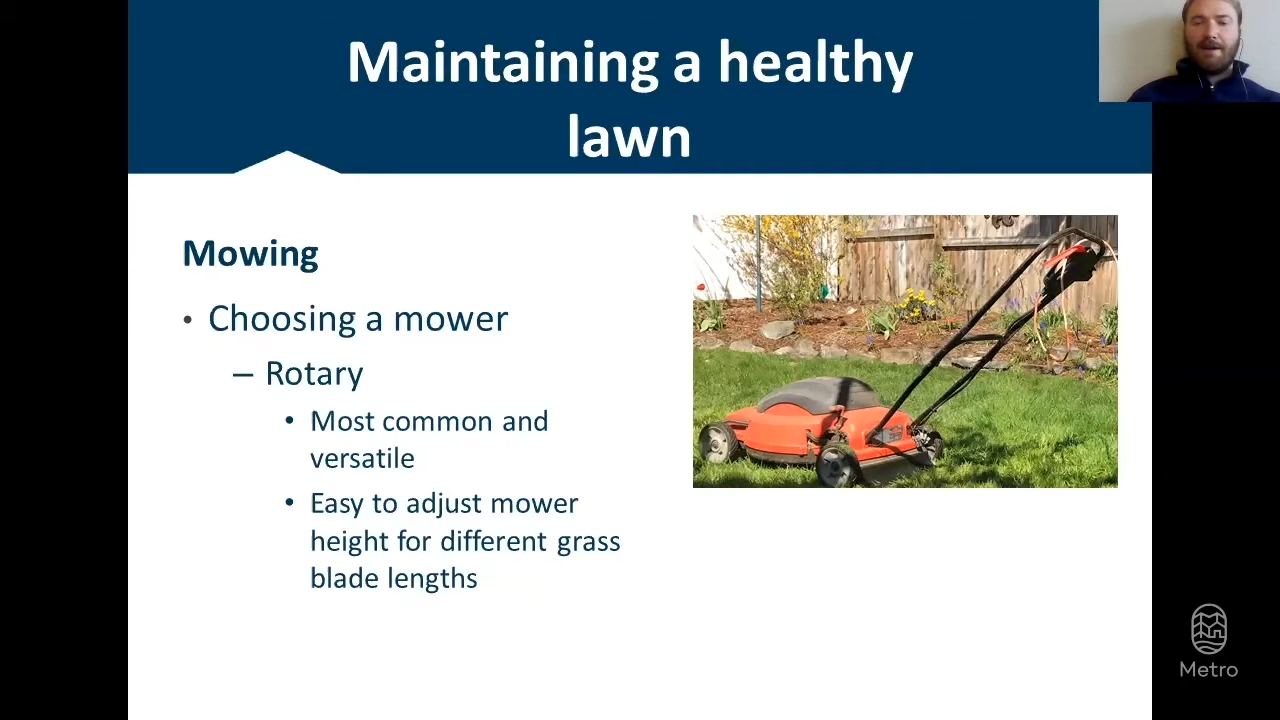 Maintaining a healthy
lawn
Mowing
• Choosing a mower
– Rotary
• Most common and
versatile
• Easy to adjust mower
height for different grass
blade lengths
Metro